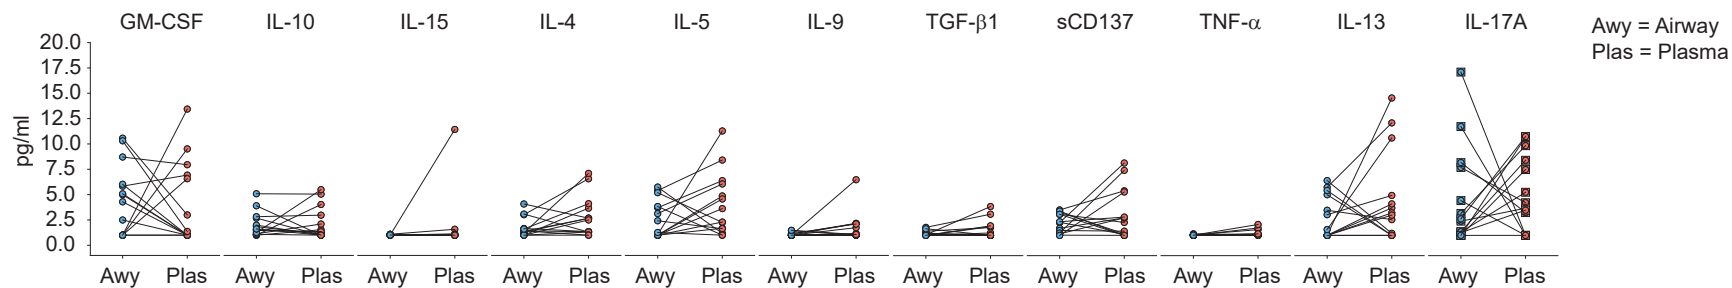 GM-CSF IL-10 IL-15 IL-4 IL-5 IL-9 TGF-β1 sCD137 TNF-α IL-13 IL-17A
Awy = Airway
Plas = Plasma
pg/ml
20.0
17.5
15.0
12.5
10.0
7.5
5.0
2.5
0.0
Awy Plas Awy Plas Awy Plas Awy Plas Awy Plas Awy Plas Awy Plas Awy Plas Awy Plas Awy Plas Awy Plas